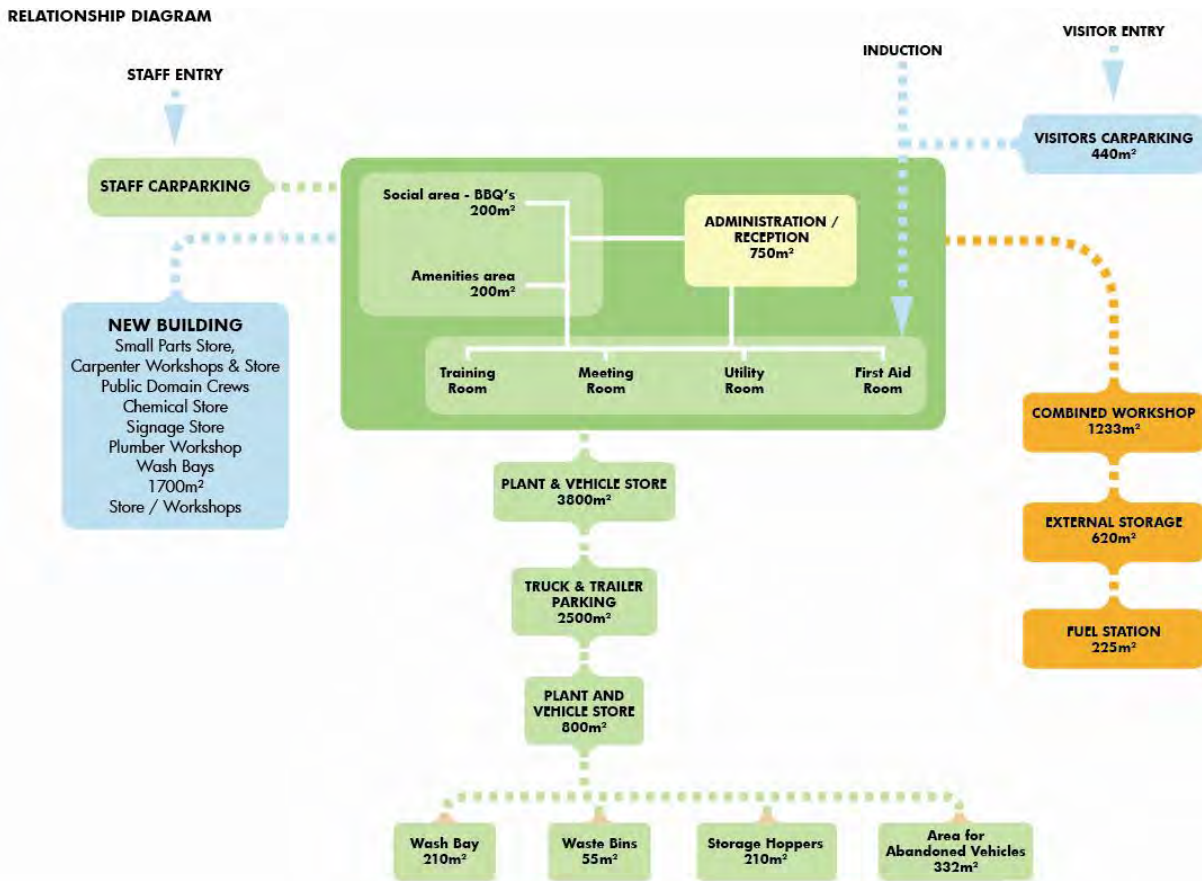 RELATIONSHIP DIAGRAM
STAFF ENTRY
INDUCTION
VISITOR ENTRY
STAFF CARPARKING
VISITORS CARPARKING
440m²
Social area - BBQ's
200m²
Amenities area
200m²
ADMINISTRATION /
RECEPTION
750m²
Training
Room
Meeting
Room
Utility
Room
First Aid
Room
NEW BUILDING
Small Parts Store,
Carpenter Workshops & Store
Public Domain Crews
Chemical Store
Signage Store
Plumber Workshop
Wash Bays
1700m²
Store / Workshops
COMBINED WORKSHOP
1233m²
EXTERNAL STORAGE
620m²
FUEL STATION
225m²
PLANT & VEHICLE STORE
3800m²
TRUCK & TRAILER
PARKING
2500m²
PLANT AND
VEHICLE STORE
800m²
Wash Bay
210m²
Waste Bins
55m²
Storage Hoppers
210m²
Area for
Abandoned Vehicles
332m²